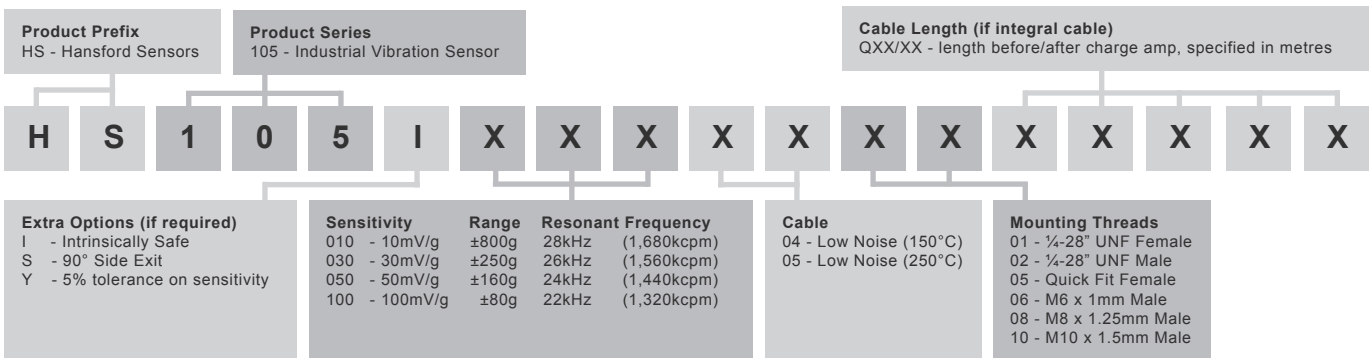 Product Prefix
HS - Hansford Sensors
Product Series
105 - Industrial Vibration Sensor
Cable Length (if integral cable)
QXX/XX - length before/after charge amp, specified in metres
H S 1 0 5 I X X X X X X X X X X X X
Extra Options (if required)
I - Intrinsically Safe
S - 90° Side Exit
Y - 5% tolerance on sensitivity
Sensitivity Range Resonant Frequency
010 - 10mV/g ±800g 28kHz (1,680kcpm)
030 - 30mV/g ±250g 26kHz (1,560kcpm)
050 - 50mV/g ±160g 24kHz (1,440kcpm)
100 - 100mV/g ±80g 22kHz (1,320kcpm)
Cable
04 - Low Noise (150°C)
05 - Low Noise (250°C)
Mounting Threads
01 - ¼-28” UNF Female
02 - ¼-28” UNF Male
05 - Quick Fit Female
06 - M6 x 1mm Male
08 - M8 x 1.25mm Male
10 - M10 x 1.5mm Male